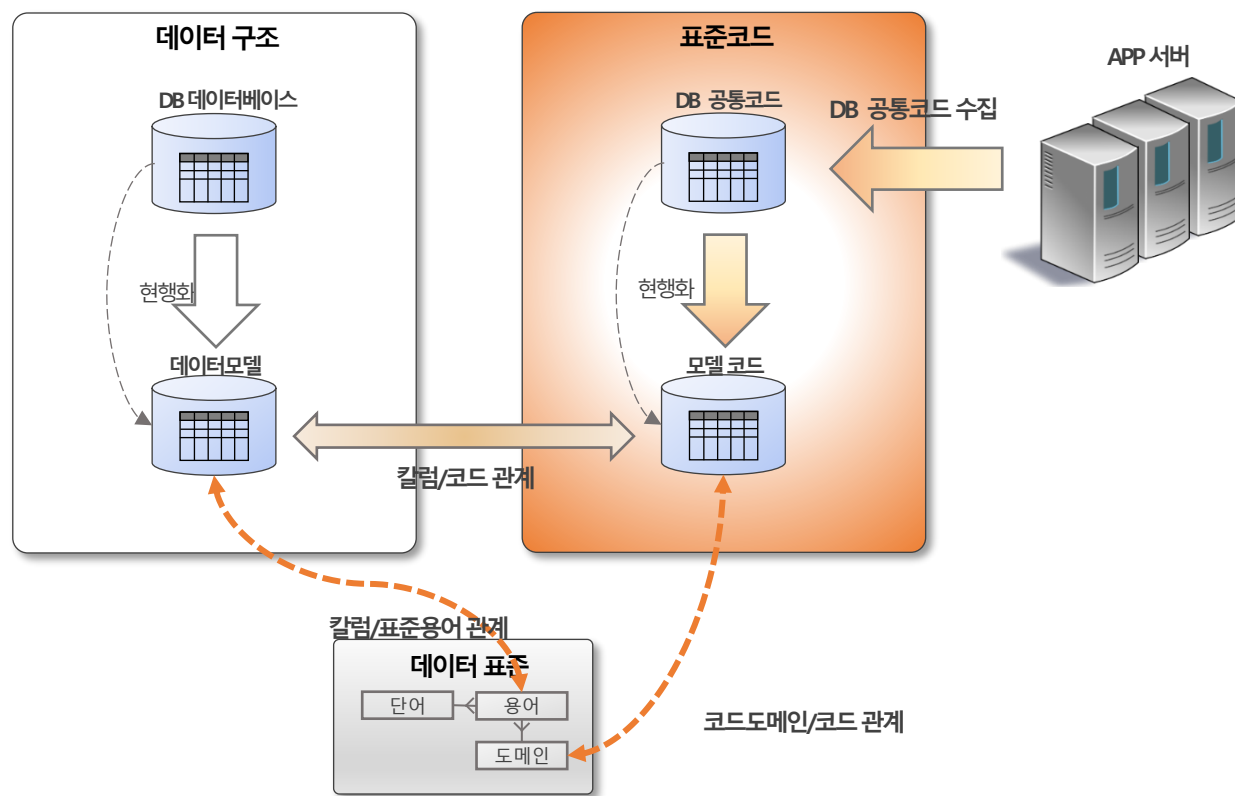 데이터 구조
표준코드
APP 서버
DB 데이터베이스
DB 공통코드
DB 공통코드 수집
현행화
현행화
데이터모델
모델 코드
칼럼/코드 관계
칼럼/표준용어 관계
데이터 표준
단어
용어
도메인
코드도메인/코드 관계